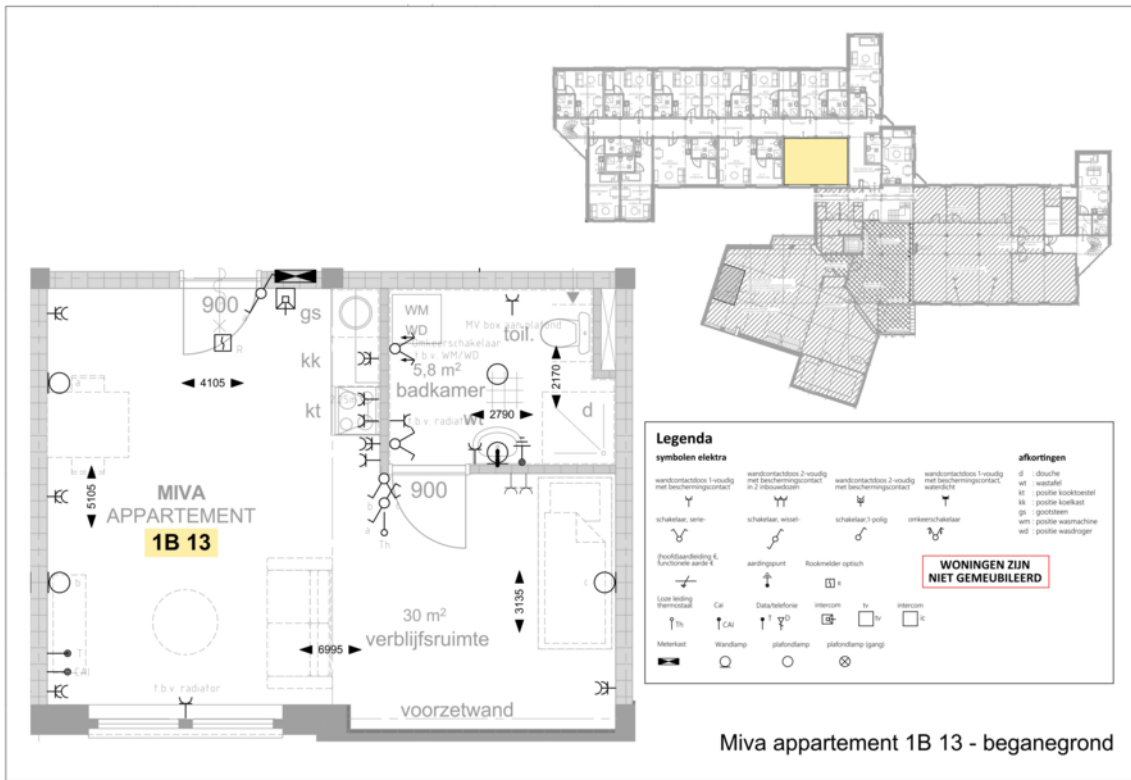 900
gs
R
4105
kk
kt
WM
WD
MV box aan plafond
toil.
Omkeerschakelaar
t.b.v. WM/WD
5,8 m²
badkamer
2170
2790
t.b.v. radiator
wt
d
a
5105
MIVA
APPARTEMENT
1B 13
900
b
a
Th
b
c
3135
30 m²
verblijfsruimte
6995
T
CAI
t.b.v. radiator
voorzetwand
Legenda
symbolen elektra
wandcontactdoos 1-voudig
met beschermingscontact
wandcontactdoos 2-voudig
met beschermingscontact
in 2 inbouwdozen
wandcontactdoos 2-voudig
met beschermingscontact
wandcontactdoos 1-voudig
met beschermingscontact,
waterdicht
schakelaar, serie-
schakelaar, wissel-
schakelaar,1-polig
omkeerschakelaar
(hoofd)aardleiding €,
functionele aarde €
aardingspunt
Rookmelder optisch
R
Loze leiding
thermostaat
Cai
Data/telefonie
intercom
tv
intercom
Th
CAI
T
D
tv
ic
Meterkast
Wandlamp
plafondlamp
plafondlamp (gang)
afkortingen
d : douche
wt : wastafel
kt : positie kooktoestel
kk : positie koelkast
gs : gootsteen
wm : positie wasmachine
wd : positie wasdroger
WONINGEN ZIJN
NIET GEMEUBILEERD
Miva appartement 1B 13 - beganegrond